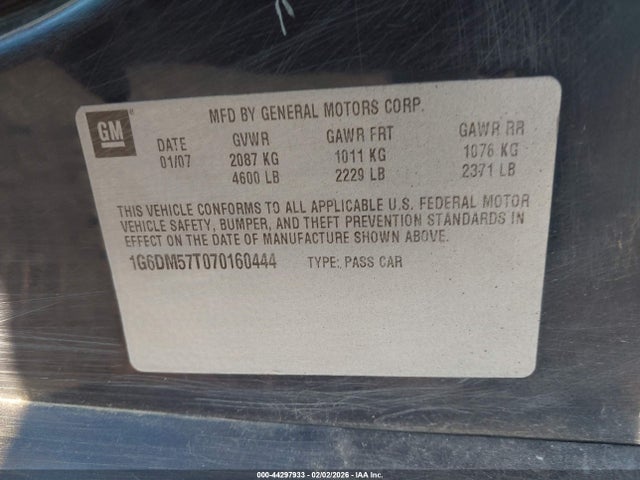 MFD BY GENERAL MOTORS CORP.
GM
DATE GVWR GAWR FRT GAWR RR
01/07 2087 KG 1011 KG 1076 KG
4600 LB 2229 LB 2371 LB
THIS VEHICLE CONFORMS TO ALL APPLICABLE U.S. FEDERAL MOTOR
VEHICLE SAFETY, BUMPER, AND THEFT PREVENTION STANDARDS IN
EFFECT ON THE DATE OF MANUFACTURE SHOWN ABOVE.
1G6DM57T070160444 TYPE: PASS CAR
000-44297933 - 02/02/2026 - IAA Inc.